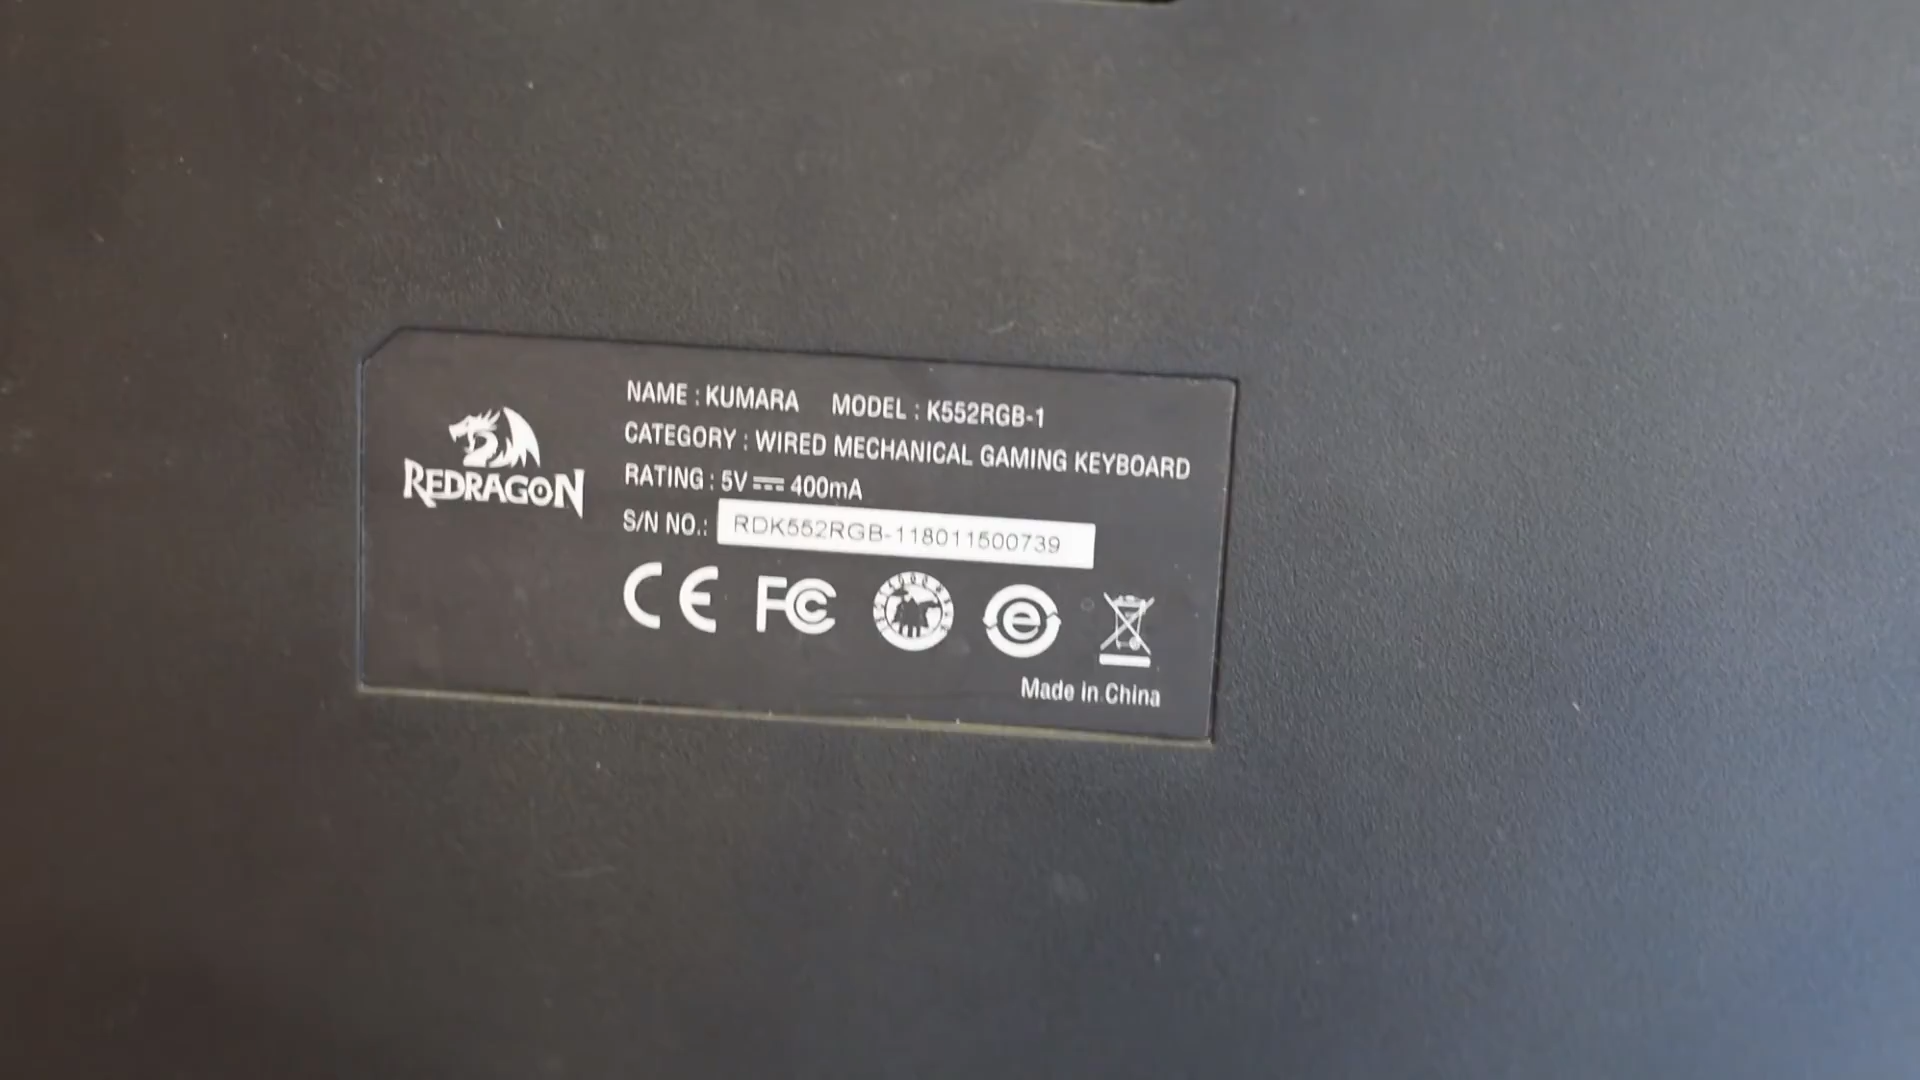 REDRAGON
NAME : KUMARA MODEL : K552RGB-1
CATEGORY : WIRED MECHANICAL GAMING KEYBOARD
RATING : 5V ⎓ 400mA
S/N NO.: RDK552RGB-118011500739
CE FC e
Made in China